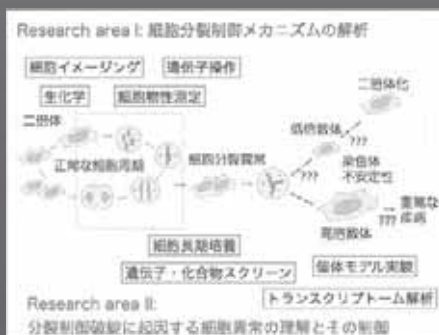 Research area I: 細胞分裂制御メカニズムの解析
細胞イメージング
遺伝子操作
生化学
細胞物性測定
二倍体
正常な細胞周期
細胞分裂異常
二倍体化
低倍数体
???
???
染色体
不安定性
高倍数体
???
重篤な
疾病
細胞長期培養
遺伝子・化合物スクリーン
個体モデル実験
トランスクリプトーム解析
Research area II:
分裂制御破綻に起因する細胞異常の理解とその制御